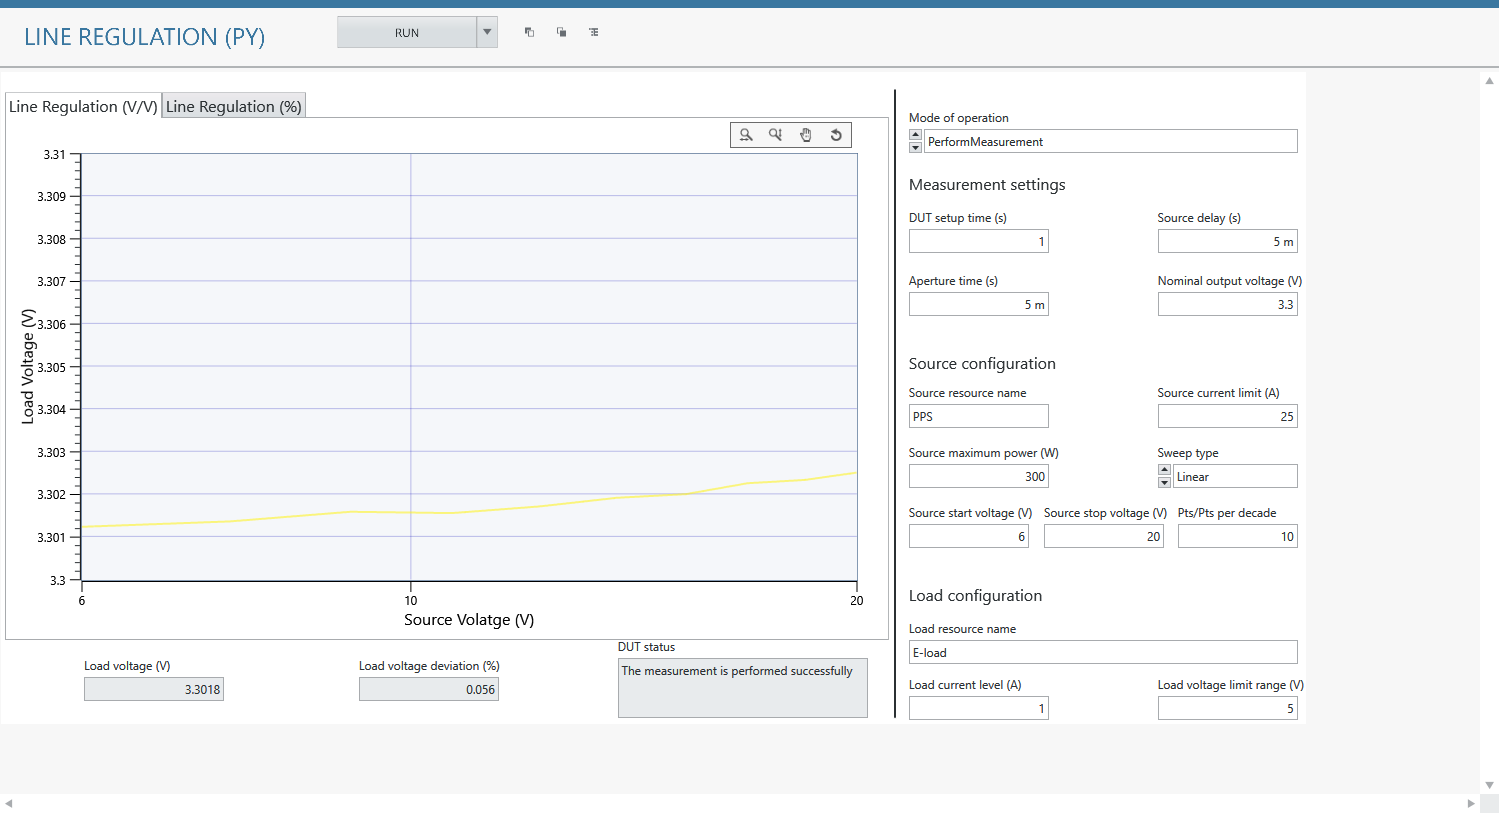 LINE REGULATION (PY)
RUN
Line Regulation (V/V)
Line Regulation (%)
3.31
3.309
3.308
3.307
3.306
3.305
3.304
3.303
3.302
3.301
3.3
Load Voltage (V)
6
10
20
Source Volatge (V)
Load voltage (V)
3.3018
Load voltage deviation (%)
0.056
DUT status
The measurement is performed successfully
Mode of operation
PerformMeasurement
Measurement settings
DUT setup time (s)
1
Source delay (s)
5 m
Aperture time (s)
5 m
Nominal output voltage (V)
3.3
Source configuration
Source resource name
PPS
Source current limit (A)
25
Source maximum power (W)
300
Sweep type
Linear
Source start voltage (V)
6
Source stop voltage (V)
20
Pts/Pts per decade
10
Load configuration
Load resource name
E-load
Load current level (A)
1
Load voltage limit range (V)
5